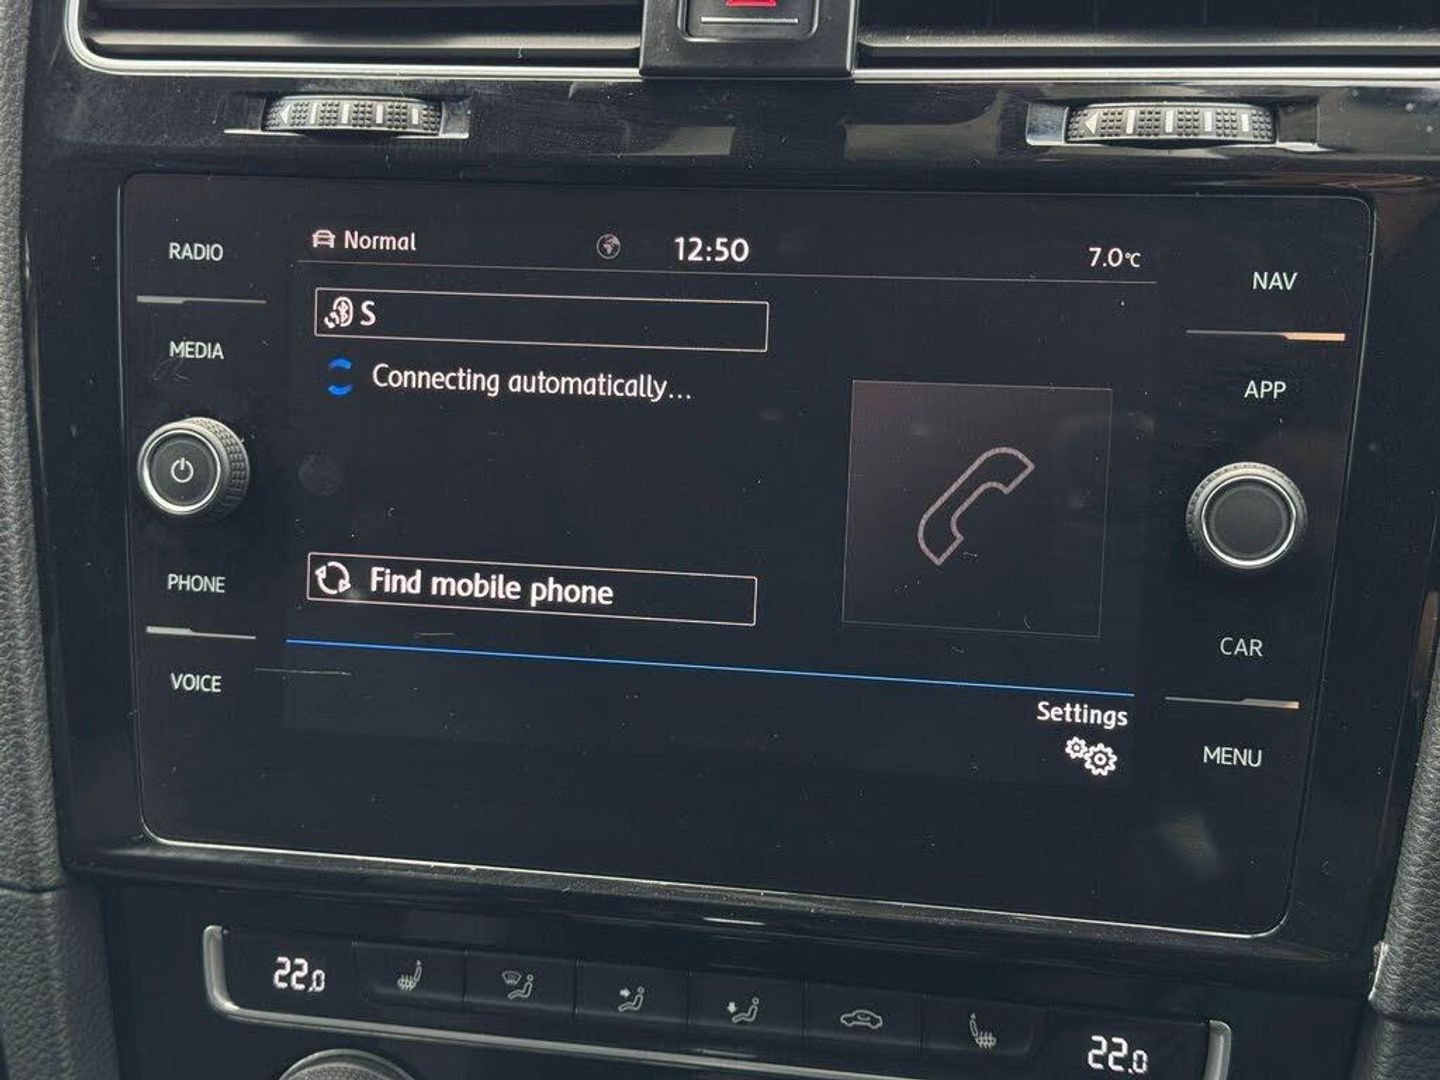 RADIO
MEDIA
PHONE
VOICE
Normal
12:50
7.0°C
S
Connecting automatically...
Find mobile phone
Settings
NAV
APP
CAR
MENU
22.0
22.0